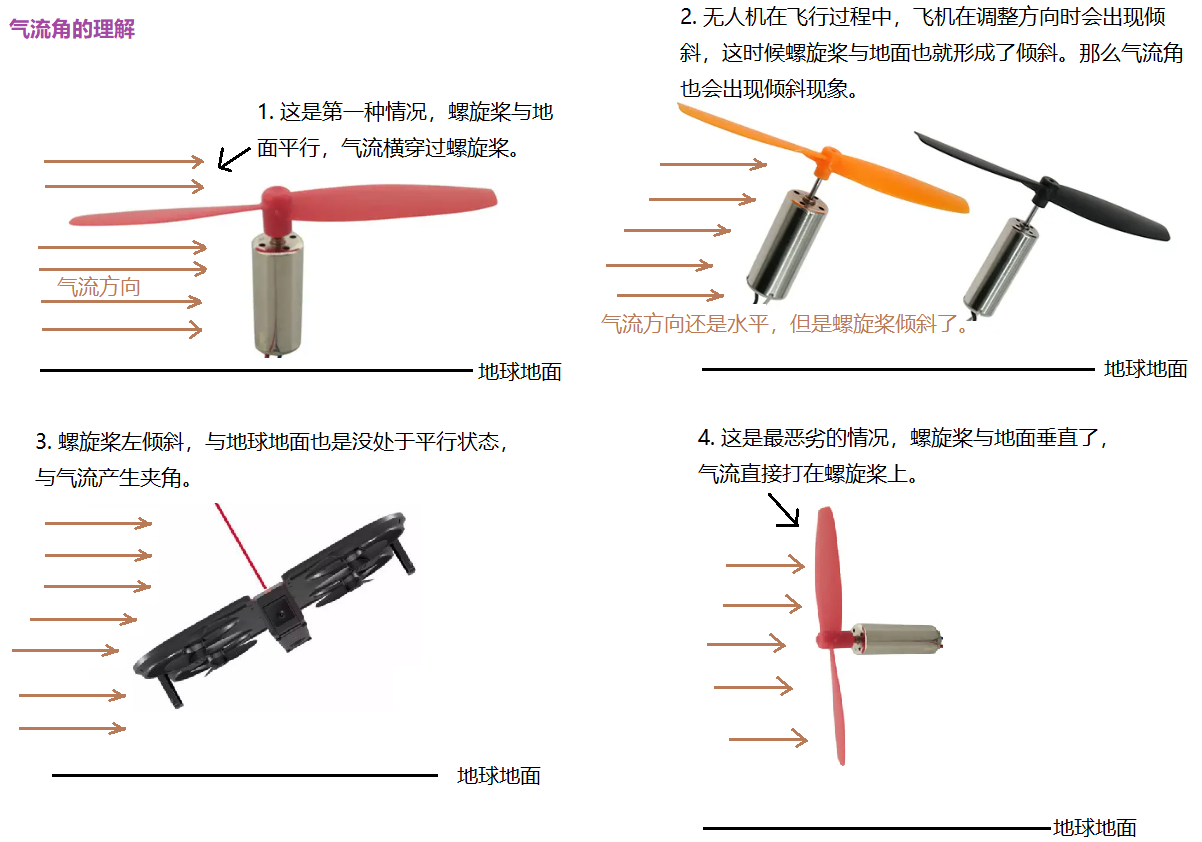 气流角的理解
1. 这是第一种情况，螺旋桨与地
面平行，气流横穿过螺旋桨。
气流方向
地球地面
2. 无人机在飞行过程中，飞机在调整方向时会出现倾
斜，这时候螺旋桨与地面也就形成了倾斜。那么气流角
也会出现倾斜现象。
气流方向还是水平，但是螺旋桨倾斜了。
地球地面
3. 螺旋桨左倾斜，与地球地面也是没处于平行状态，
与气流产生夹角。
地球地面
4. 这是最恶劣的情况，螺旋桨与地面垂直了，
气流直接打在螺旋桨上。
地球地面